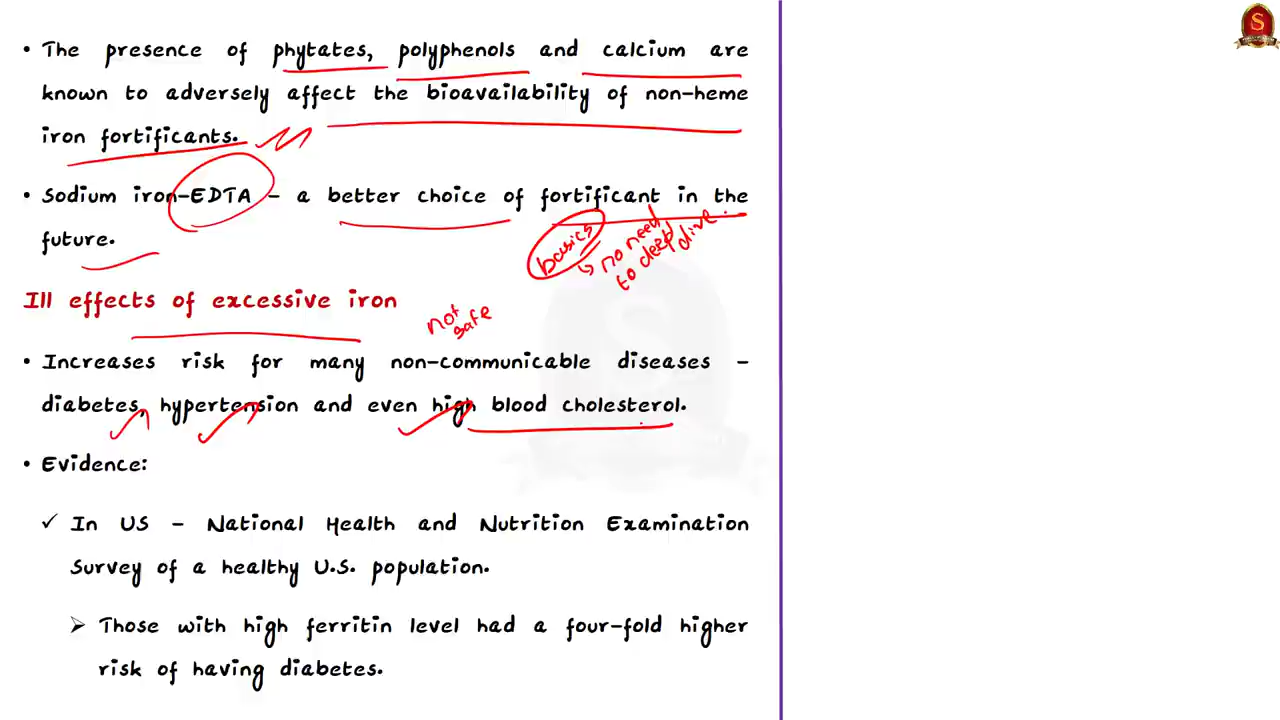 • The presence of phytates, polyphenols and calcium are
known to adversely affect the bioavailability of non-heme
iron fortificants.
• Sodium iron-EDTA - a better choice of fortificant in the
future.
basics
↳ no need
to deep dive
Ill effects of excessive iron
not
safe
• Increases risk for many non-communicable diseases -
diabetes, hypertension and even high blood cholesterol.
• Evidence:
✓ In US - National Health and Nutrition Examination
Survey of a healthy U.S. population.
➢ Those with high ferritin level had a four-fold higher
risk of having diabetes.
S
S